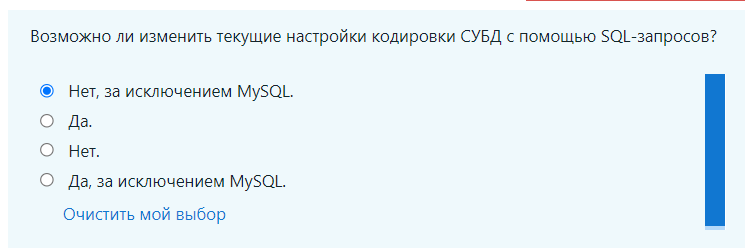 Возможно ли изменить текущие настройки кодировки СУБД с помощью SQL-запросов?
Нет, за исключением MySQL.
Да.
Нет.
Да, за исключением MySQL.
Очистить мой выбор